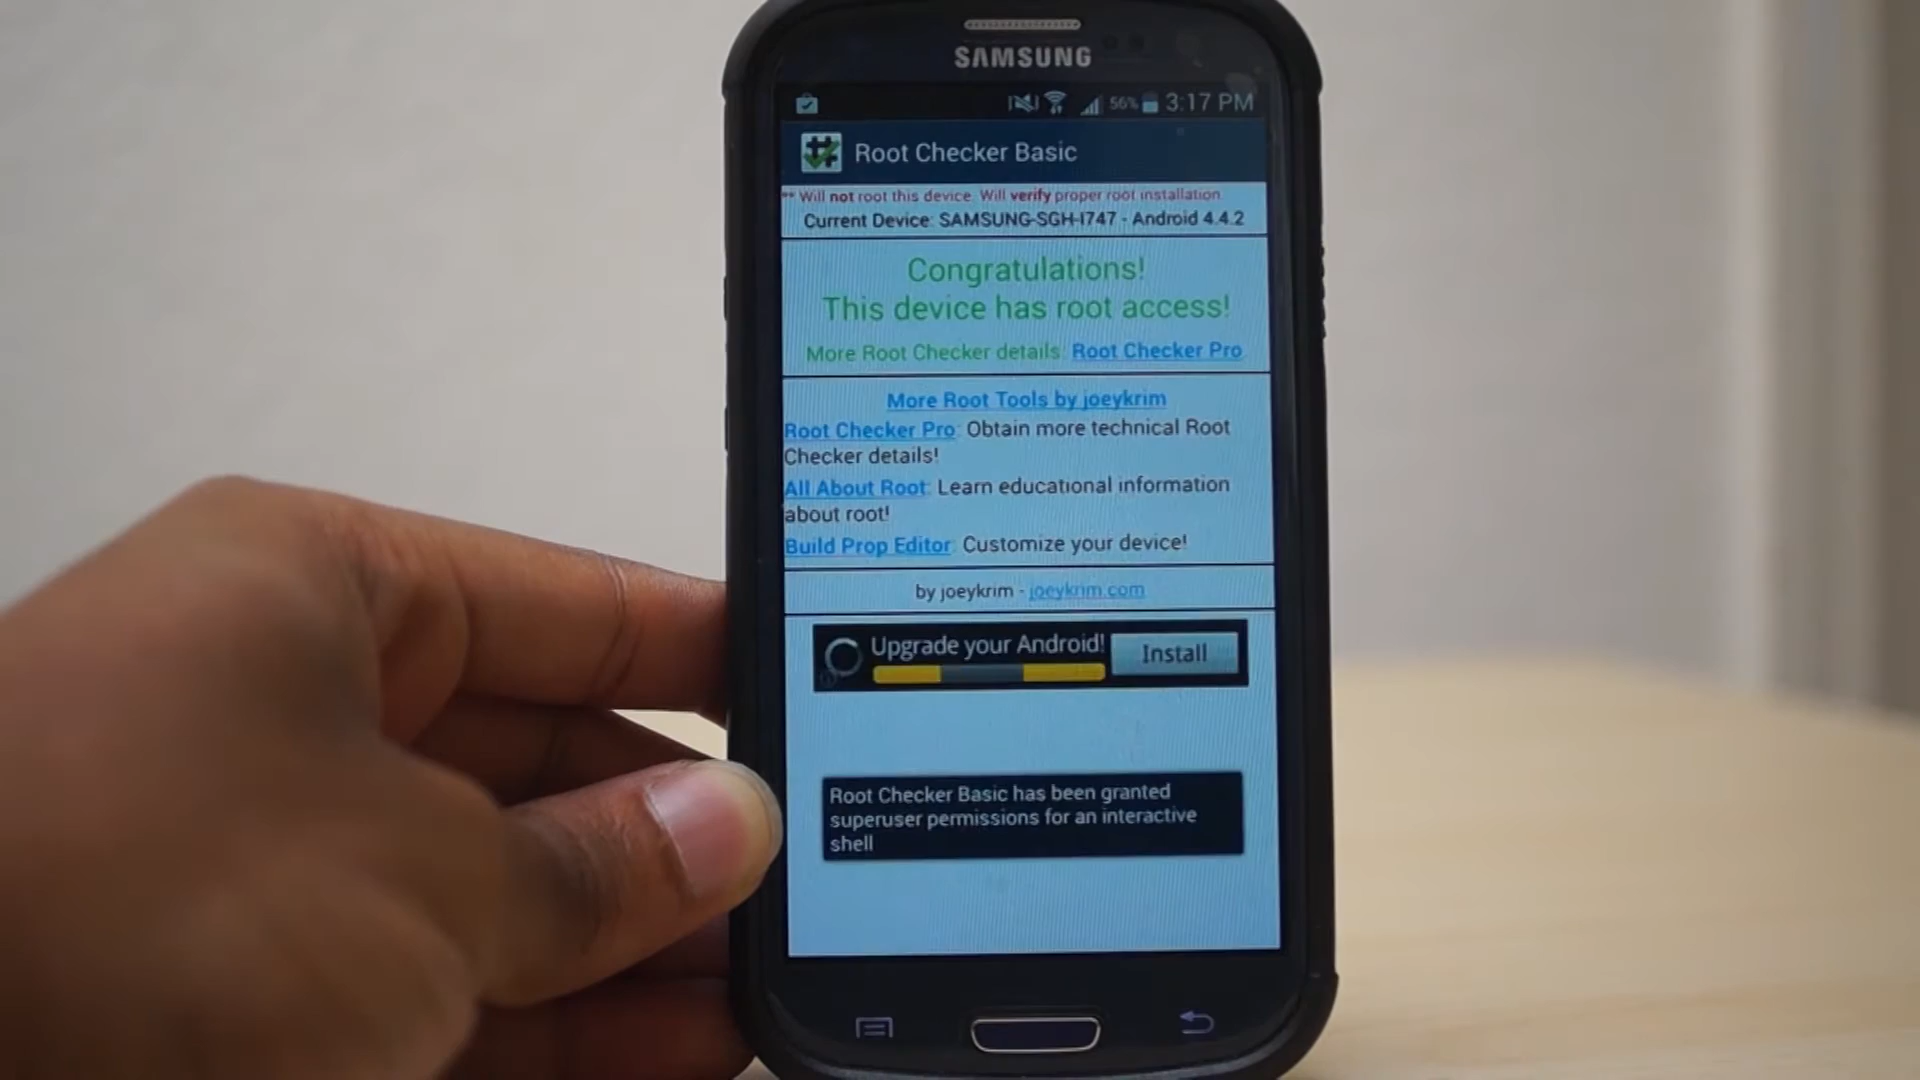 SAMSUNG
56% 3:17 PM
Root Checker Basic
** Will not root this device. Will verify proper root installation.
Current Device: SAMSUNG-SGH-I747 - Android 4.4.2
Congratulations!
This device has root access!
More Root Checker details: Root Checker Pro
More Root Tools by joeykrim
Root Checker Pro: Obtain more technical Root
Checker details!
All About Root: Learn educational information
about root!
Build Prop Editor: Customize your device!
by joeykrim - joeykrim.com
Upgrade your Android!
Install
Root Checker Basic has been granted
superuser permissions for an interactive
shell